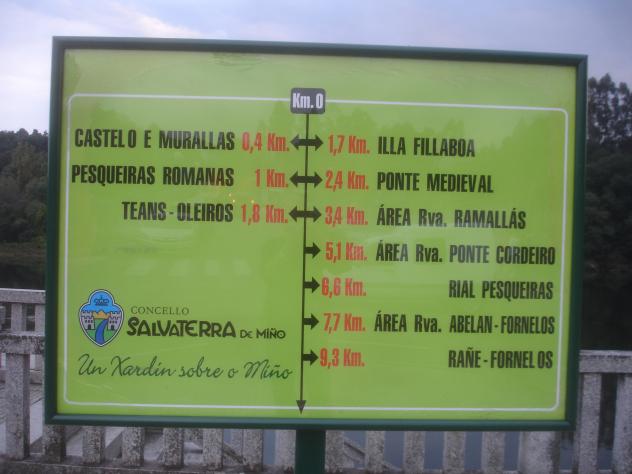 Km. 0
CASTELO E MURALLAS 0,4 Km. 1,7 Km. ILLA FILLABOA
PESQUEIRAS ROMANAS 1 Km. 2,4 Km. PONTE MEDIEVAL
TEANS-OLEIROS 1,8 Km. 3,4 Km. ÁREA Rva. RAMALLÁS
5,1 Km. ÁREA Rva. PONTE CORDEIRO
6,6 Km. RIAL PESQUEIRAS
7,7 Km. ÁREA Rva. ABELAN-FORNELOS
9,3 Km. RAÑE-FORNELOS
CONCELLO
SALVATERRA DE MIÑO
Un Xardín sobre o Miño